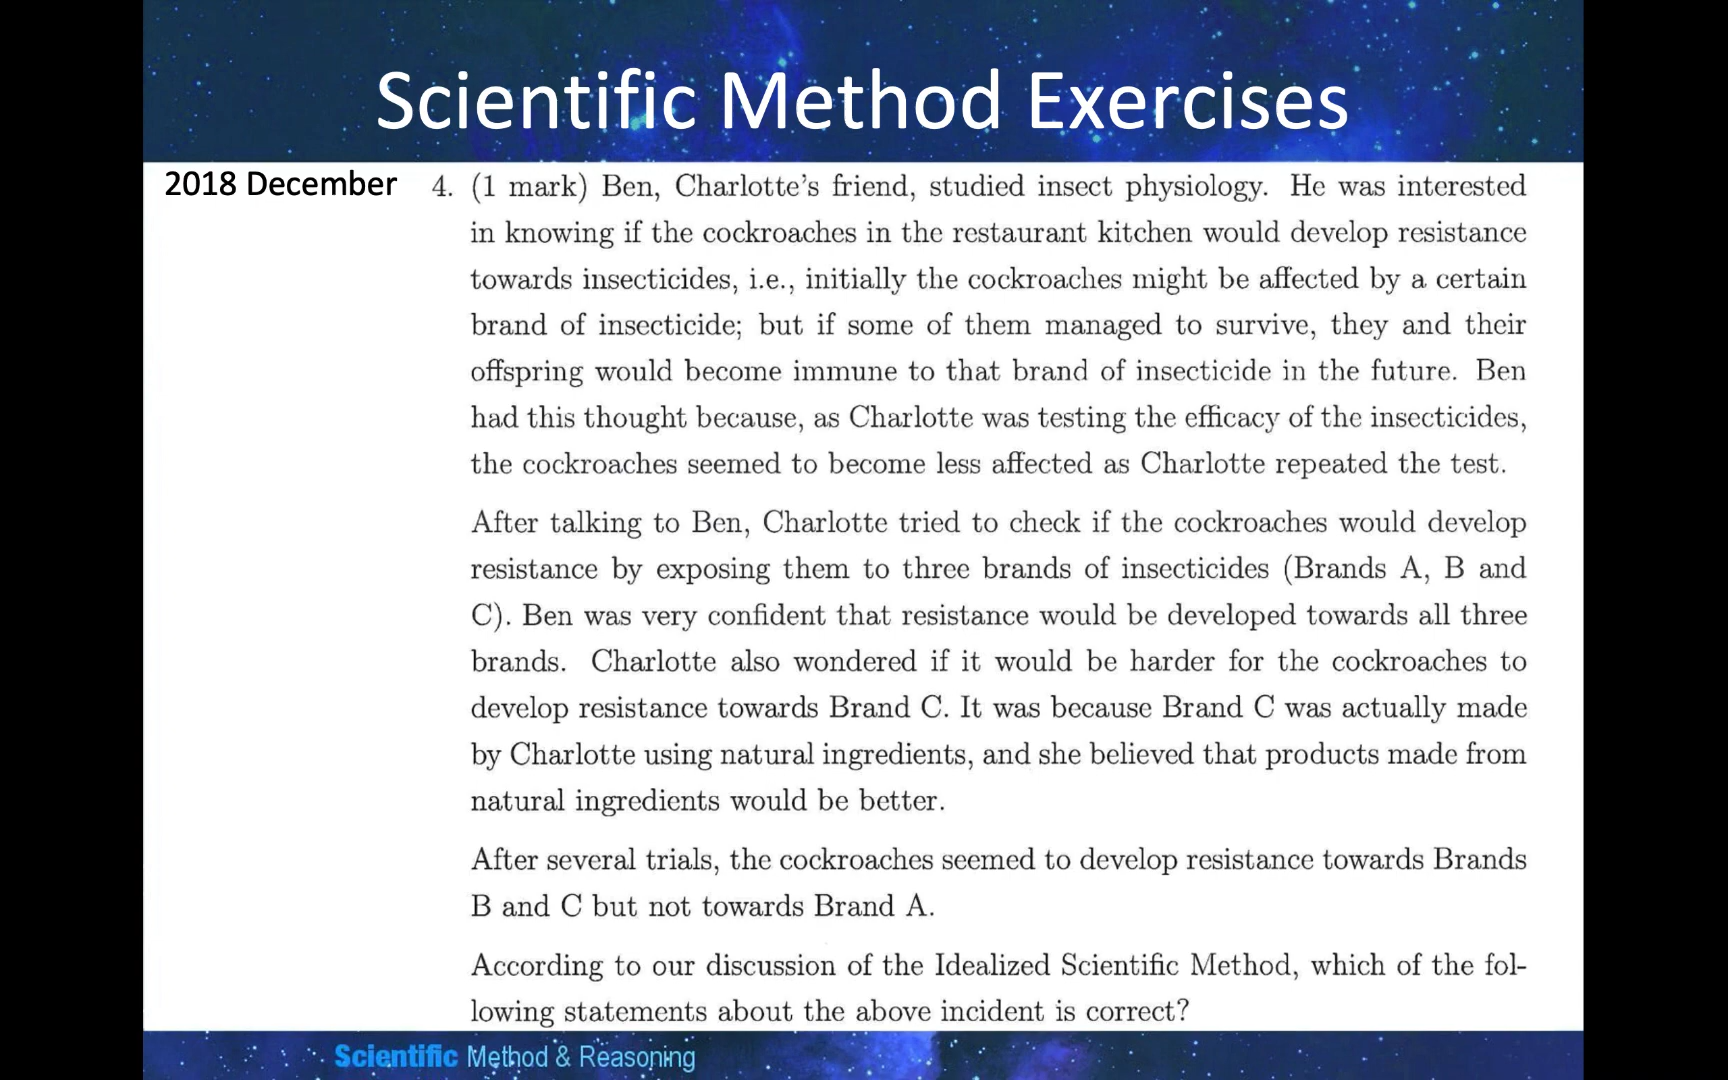 Scientific Method Exercises
2018 December
4. (1 mark) Ben, Charlotte’s friend, studied insect physiology. He was interested
in knowing if the cockroaches in the restaurant kitchen would develop resistance
towards insecticides, i.e., initially the cockroaches might be affected by a certain
brand of insecticide; but if some of them managed to survive, they and their
offspring would become immune to that brand of insecticide in the future. Ben
had this thought because, as Charlotte was testing the efficacy of the insecticides,
the cockroaches seemed to become less affected as Charlotte repeated the test.
After talking to Ben, Charlotte tried to check if the cockroaches would develop
resistance by exposing them to three brands of insecticides (Brands A, B and
C). Ben was very confident that resistance would be developed towards all three
brands. Charlotte also wondered if it would be harder for the cockroaches to
develop resistance towards Brand C. It was because Brand C was actually made
by Charlotte using natural ingredients, and she believed that products made from
natural ingredients would be better.
After several trials, the cockroaches seemed to develop resistance towards Brands
B and C but not towards Brand A.
According to our discussion of the Idealized Scientific Method, which of the fol-
lowing statements about the above incident is correct?
Scientific Method & Reasoning